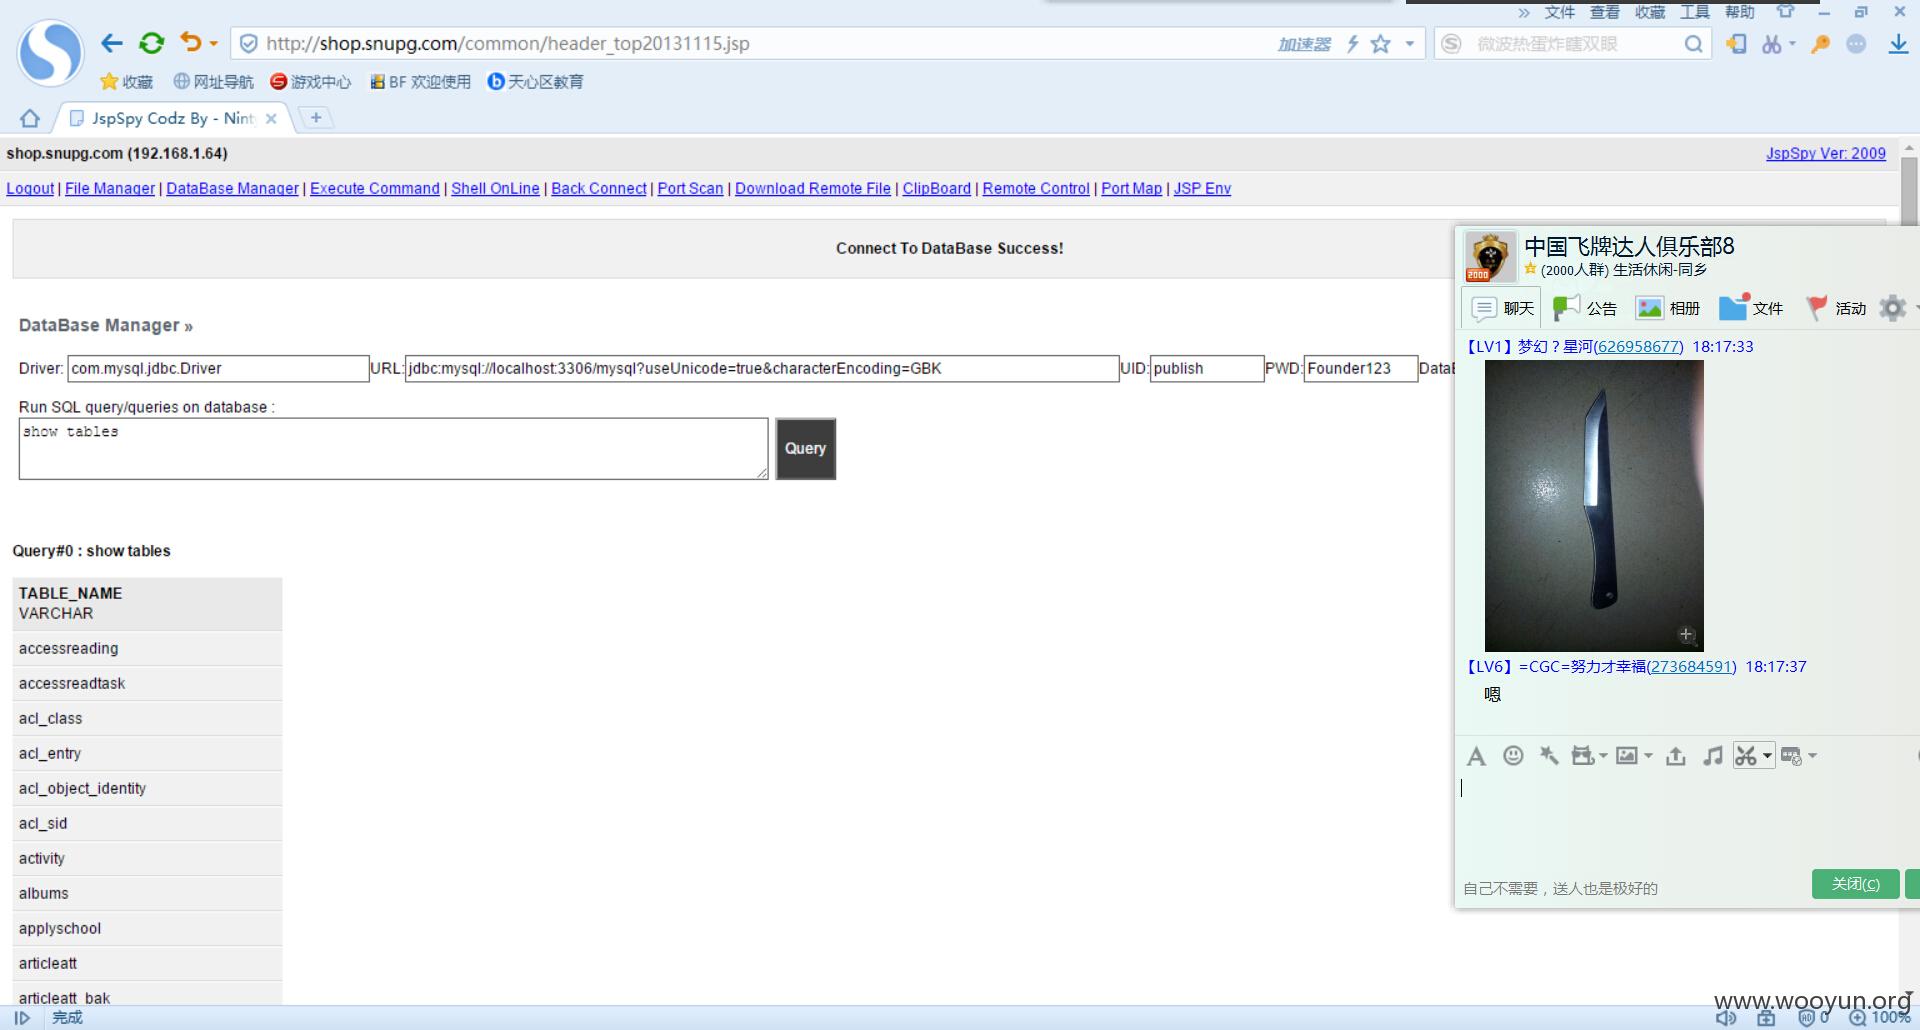 » 文件 查看 收藏 工具 帮助
http://shop.snupg.com/common/header_top20131115.jsp 加速器 微波热蛋炸瞎双眼
收藏 网址导航 游戏中心 BF 欢迎使用 天心区教育
JspSpy Codz By - Nint
shop.snupg.com (192.168.1.64) JspSpy Ver: 2009
Logout | File Manager | DataBase Manager | Execute Command | Shell OnLine | Back Connect | Port Scan | Download Remote File | ClipBoard | Remote Control | Port Map | JSP Env
Connect To DataBase Success!
DataBase Manager »
Driver: com.mysql.jdbc.Driver URL: jdbc:mysql://localhost:3306/mysql?useUnicode=true&characterEncoding=GBK UID: publish PWD: Founder123 DataB
Run SQL query/queries on database :
show tables
Query
Query#0 : show tables
TABLE_NAME
VARCHAR
accessreading
accessreadtask
acl_class
acl_entry
acl_object_identity
acl_sid
activity
albums
applyschool
articleatt
articleatt_bak
完成
中国飞牌达人俱乐部8
2000
(2000人群) 生活休闲-同乡
聊天 公告 相册 文件 活动
【LV1】梦幻？星河(626958677) 18:17:33
【LV6】=CGC=努力才幸福(273684591) 18:17:37
嗯
自己不需要，送人也是极好的
关闭(C)
www.wooyun.org
0 100%